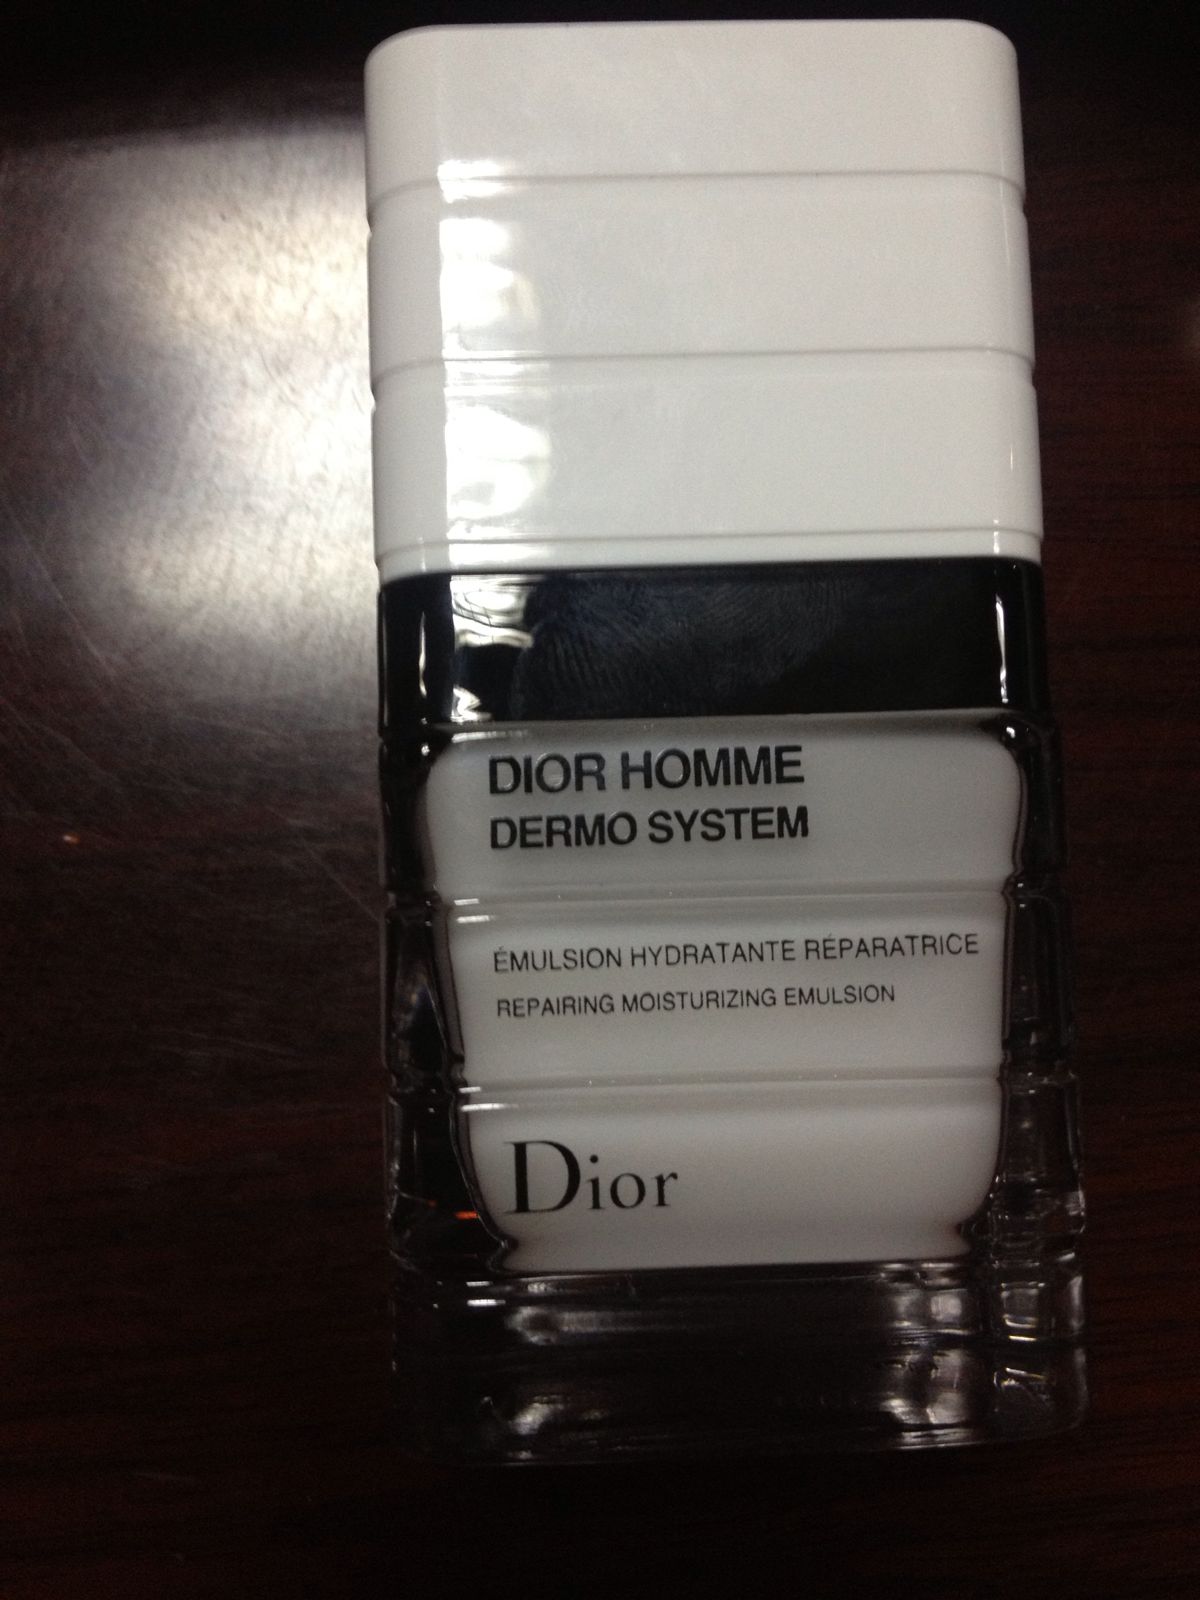 DIOR HOMME
DERMO SYSTEM
ÉMULSION HYDRATANTE RÉPARATRICE
REPAIRING MOISTURIZING EMULSION
Dior